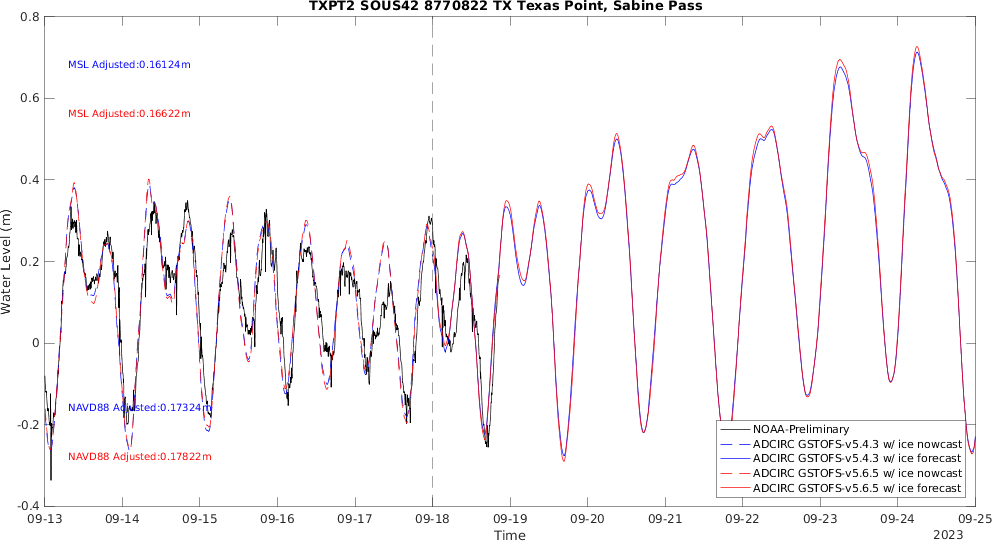 TXPT2 SOUS42 8770822 TX Texas Point, Sabine Pass
0.8
MSL Adjusted:0.16124m
0.6
MSL Adjusted:0.16622m
0.4
0.2
Water Level (m)
0
NAVD88 Adjusted:0.17324m
-0.2
NAVD88 Adjusted:0.17822m
-0.4
NOAA-Preliminary
ADCIRC GSTOFS-v5.4.3 w/ ice nowcast
ADCIRC GSTOFS-v5.4.3 w/ ice forecast
ADCIRC GSTOFS-v5.6.5 w/ ice nowcast
ADCIRC GSTOFS-v5.6.5 w/ ice forecast
09-13 09-14 09-15 09-16 09-17 09-18 09-19 09-20 09-21 09-22 09-23 09-24 09-25
Time
2023